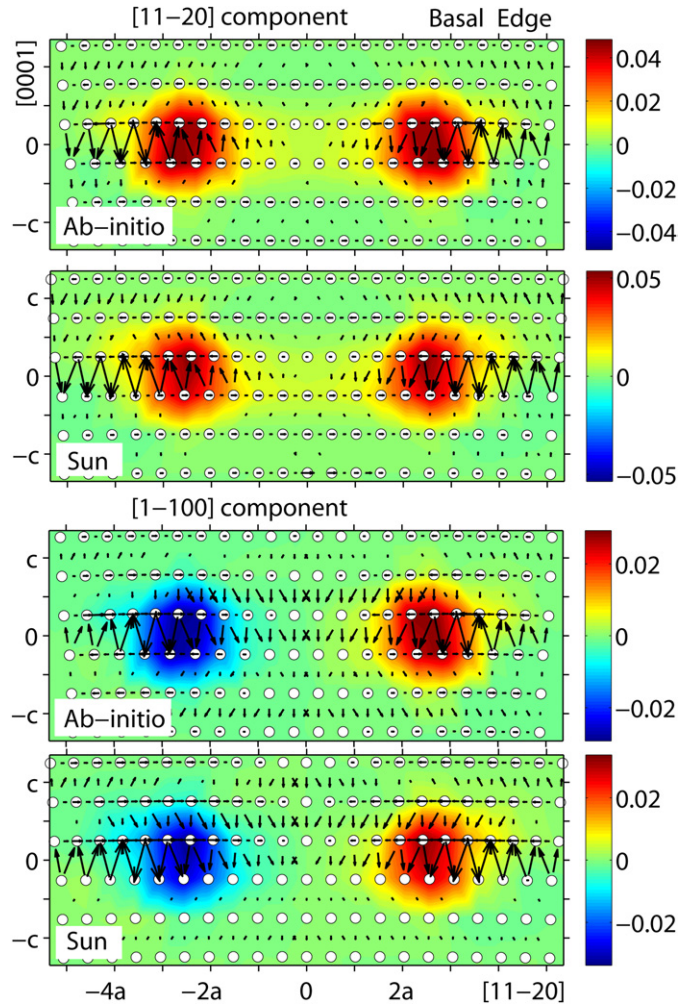 [11−20] component Basal Edge
[0001]
0
−c
Ab−initio
0.04
0.02
0
−0.02
−0.04
c
0
−c
Sun
0.05
0
−0.05
[1−100] component
c
0
−c
Ab−initio
0.02
0
−0.02
c
0
−c
Sun
0.02
0
−0.02
−4a −2a 0 2a [11−20]